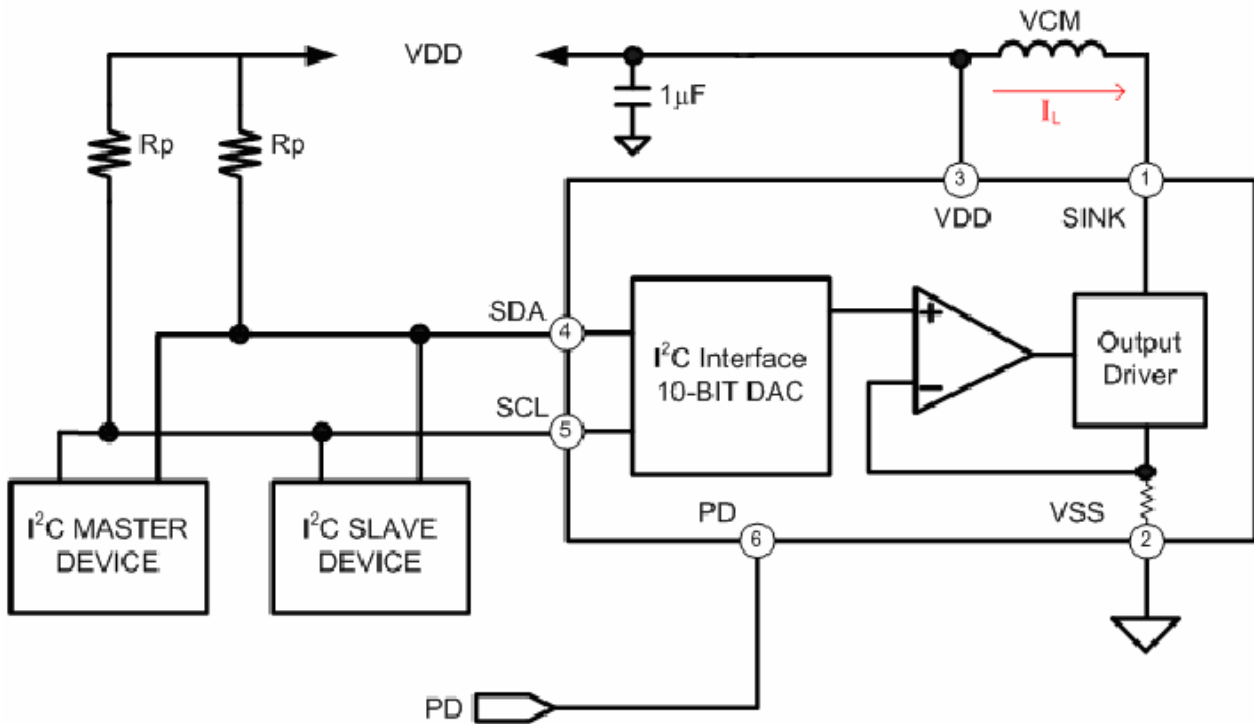 VDD
VCM
1μF
I_L
Rp
Rp
3
1
VDD
SINK
SDA
4
I²C Interface
10-BIT DAC
+
−
Output
Driver
SCL
5
I²C MASTER
DEVICE
I²C SLAVE
DEVICE
PD
6
VSS
2
PD